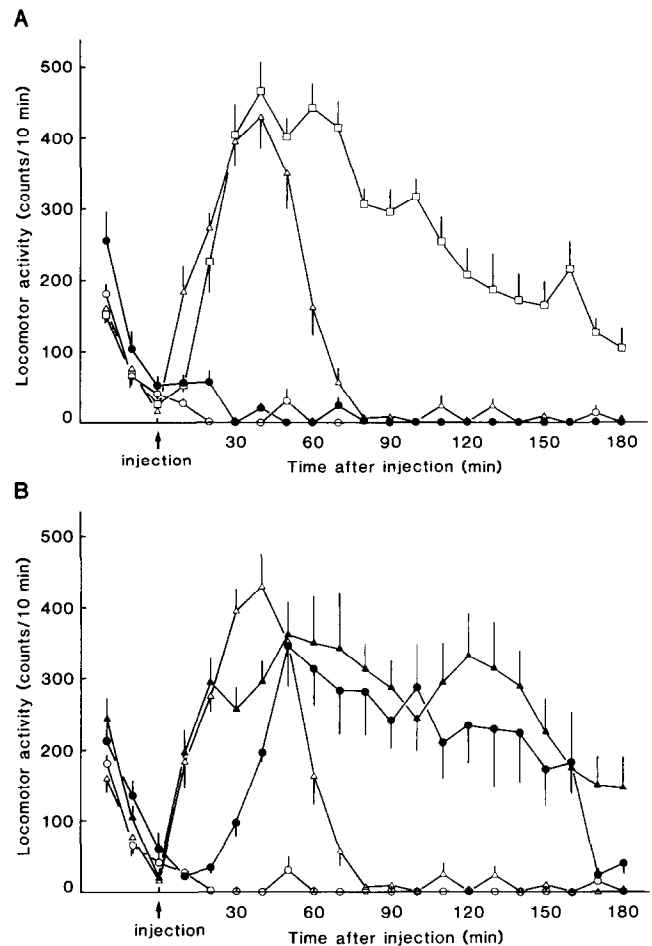 A
Locomotor activity (counts/10 min)
500
400
300
200
100
0
30 60 90 120 150 180
injection
Time after injection (min)
B
Locomotor activity (counts/10 min)
500
400
300
200
100
0
30 60 90 120 150 180
injection
Time after injection (min)